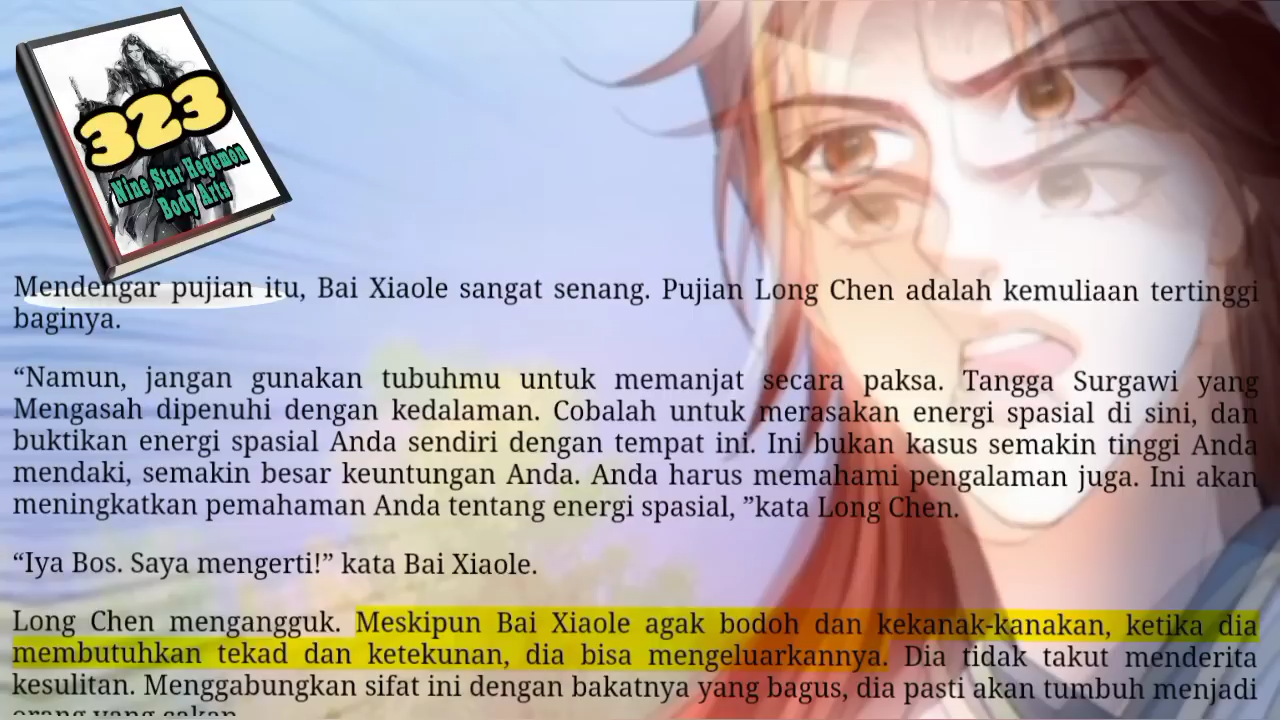 323
Nine Star Hegemon
Body Arts
Mendengar pujian itu, Bai Xiaole sangat senang. Pujian Long Chen adalah kemuliaan tertinggi
baginya.
“Namun, jangan gunakan tubuhmu untuk memanjat secara paksa. Tangga Surgawi yang
Mengasah dipenuhi dengan kedalaman. Cobalah untuk merasakan energi spasial di sini, dan
buktikan energi spasial Anda sendiri dengan tempat ini. Ini bukan kasus semakin tinggi Anda
mendaki, semakin besar keuntungan Anda. Anda harus memahami pengalaman juga. Ini akan
meningkatkan pemahaman Anda tentang energi spasial, ”kata Long Chen.
“Iya Bos. Saya mengerti!” kata Bai Xiaole.
Long Chen mengangguk. Meskipun Bai Xiaole agak bodoh dan kekanak-kanakan, ketika dia
membutuhkan tekad dan ketekunan, dia bisa mengeluarkannya. Dia tidak takut menderita
kesulitan. Menggabungkan sifat ini dengan bakatnya yang bagus, dia pasti akan tumbuh menjadi
orang yang cakap